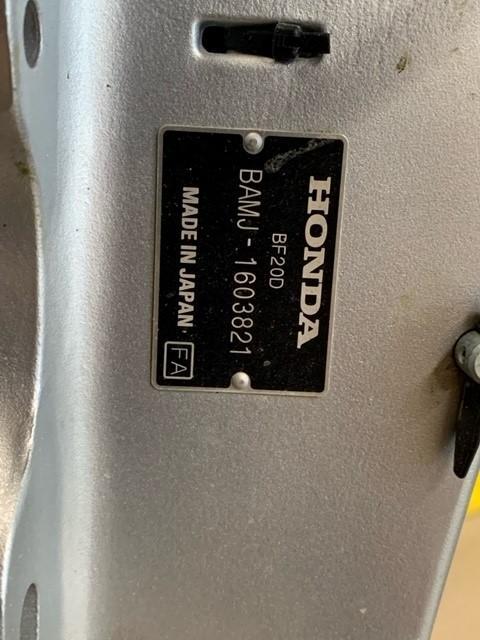 HONDA
BF20D
BAMJ-1603821
MADE IN JAPAN. FA